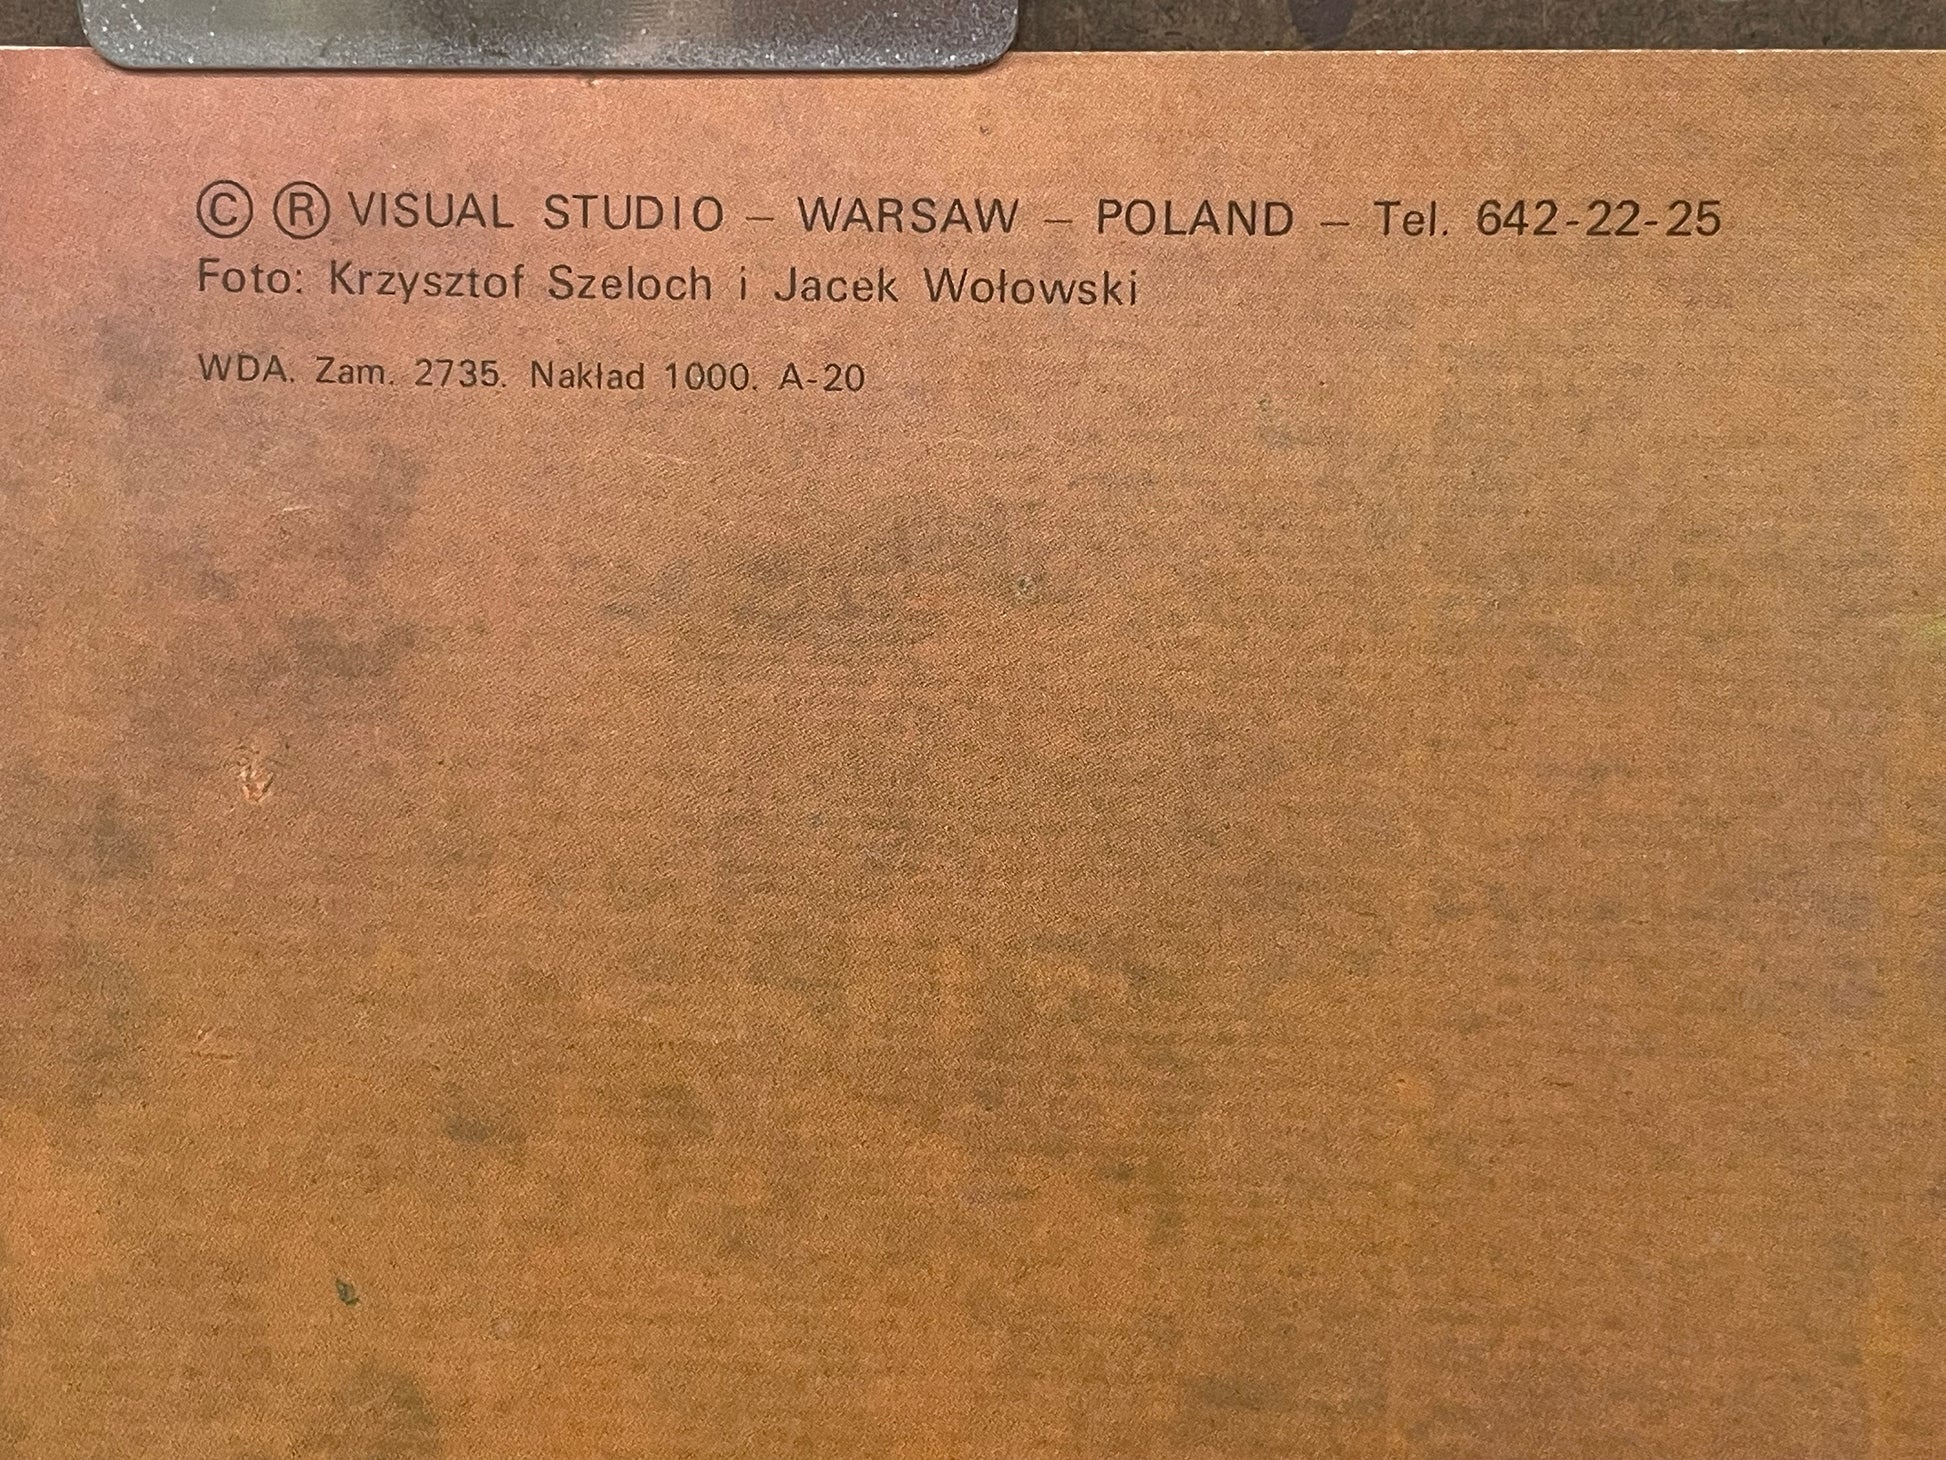 © ® VISUAL STUDIO – WARSAW – POLAND – Tel. 642-22-25
Foto: Krzysztof Szeloch i Jacek Wołowski
WDA. Zam. 2735. Nakład 1000. A-20